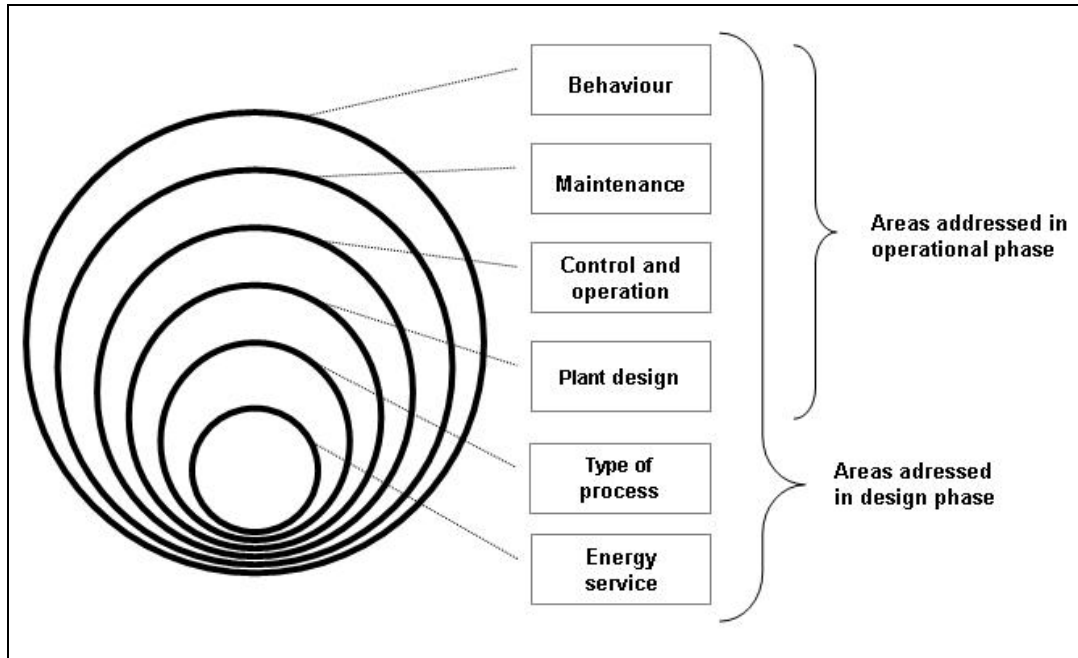 Behaviour
Maintenance
Control and
operation
Plant design
Type of
process
Energy
service
Areas addressed in
operational phase
Areas adressed
in design phase